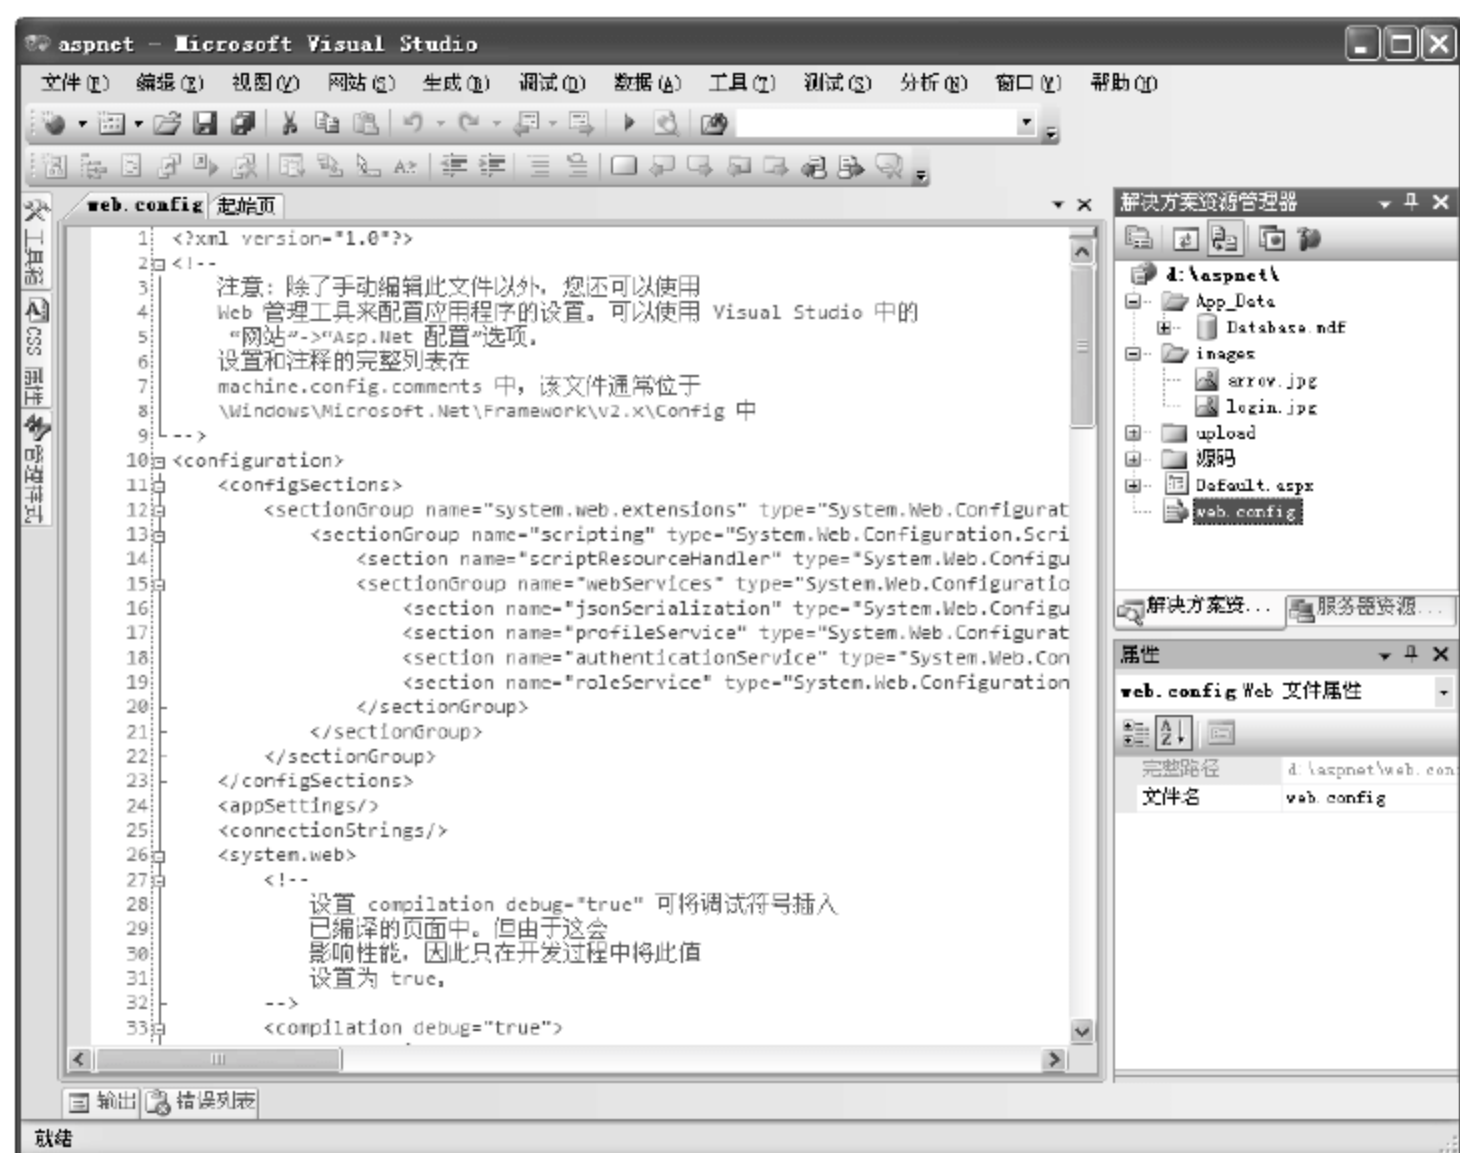 aspnet - Microsoft Visual Studio
文件(F) 编辑(E) 视图(V) 网站(S) 生成(B) 调试(D) 数据(A) 工具(T) 测试(S) 分析(N) 窗口(W) 帮助(H)
web.config 起始页
工具箱
CSS 属性
管理样式
1 <?xml version="1.0"?>
2 <!--
3 注意: 除了手动编辑此文件以外，您还可以使用
4 Web 管理工具来配置应用程序的设置。可以使用 Visual Studio 中的
5 "网站"->"Asp.Net 配置"选项。
6 设置和注释的完整列表在
7 machine.config.comments 中，该文件通常位于
8 \Windows\Microsoft.Net\Framework\v2.x\Config 中
9 -->
10 <configuration>
11 <configSections>
12 <sectionGroup name="system.web.extensions" type="System.Web.Configurat
13 <sectionGroup name="scripting" type="System.Web.Configuration.Scri
14 <section name="scriptResourceHandler" type="System.Web.Configu
15 <sectionGroup name="webServices" type="System.Web.Configuratio
16 <section name="jsonSerialization" type="System.Web.Configu
17 <section name="profileService" type="System.Web.Configurat
18 <section name="authenticationService" type="System.Web.Con
19 <section name="roleService" type="System.Web.Configuration
20 </sectionGroup>
21 </sectionGroup>
22 </sectionGroup>
23 </configSections>
24 <appSettings/>
25 <connectionStrings/>
26 <system.web>
27 <!--
28 设置 compilation debug="true" 可将调试符号插入
29 已编译的页面中。但由于这会
30 影响性能，因此只在开发过程中将此值
31 设置为 true。
32 -->
33 <compilation debug="true">
解决方案资源管理器
d:\aspnet\
App_Data
Database.mdf
images
arrow.jpg
login.jpg
upload
源码
Default.aspx
web.config
解决方案资... 服务器资源...
属性
web.config Web 文件属性
完整路径 d:\aspnet\web.con
文件名 web.config
输出 错误列表
就绪